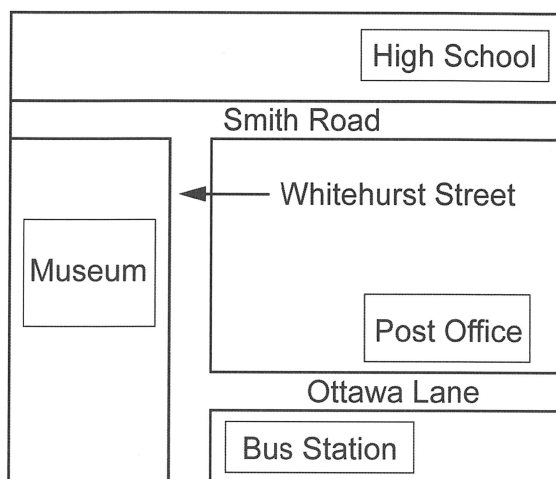 High School
Smith Road
Whitehurst Street
Museum
Post Office
Ottawa Lane
Bus Station